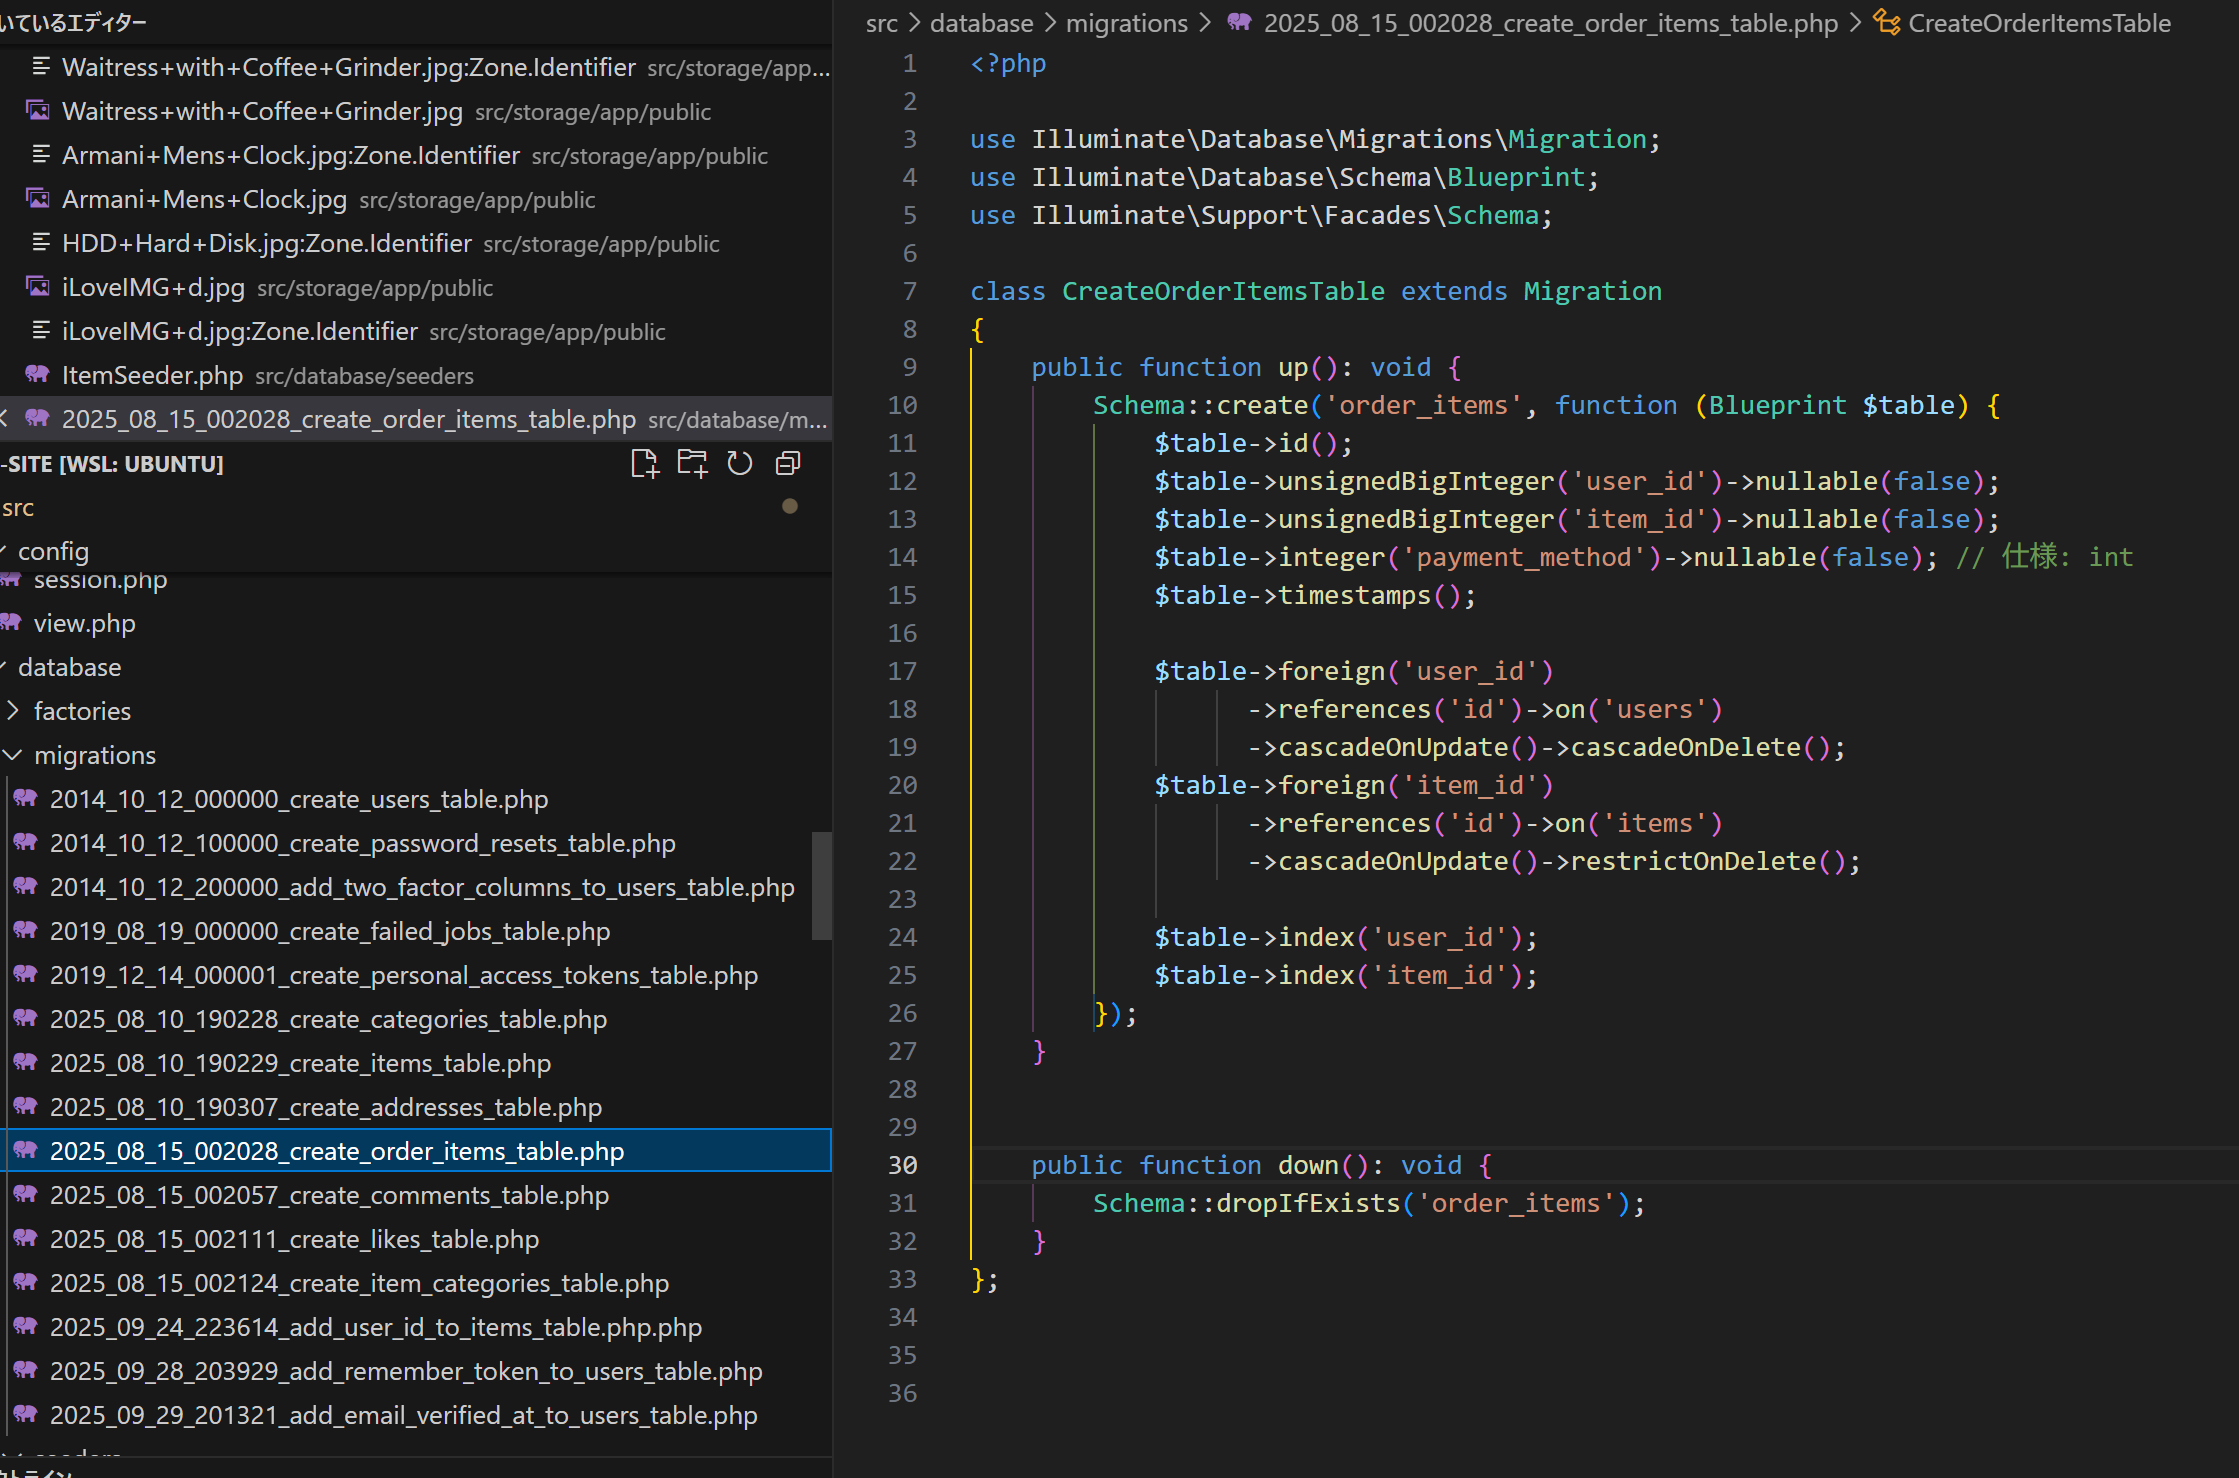 いているエディター
Waitress+with+Coffee+Grinder.jpg:Zone.Identifier src/storage/app...
Waitress+with+Coffee+Grinder.jpg src/storage/app/public
Armani+Mens+Clock.jpg:Zone.Identifier src/storage/app/public
Armani+Mens+Clock.jpg src/storage/app/public
HDD+Hard+Disk.jpg:Zone.Identifier src/storage/app/public
iLoveIMG+d.jpg src/storage/app/public
iLoveIMG+d.jpg:Zone.Identifier src/storage/app/public
ItemSeeder.php src/database/seeders
2025_08_15_002028_create_order_items_table.php src/database/m...
-SITE [WSL: UBUNTU]
src
config
session.php
view.php
database
factories
migrations
2014_10_12_000000_create_users_table.php
2014_10_12_100000_create_password_resets_table.php
2014_10_12_200000_add_two_factor_columns_to_users_table.php
2019_08_19_000000_create_failed_jobs_table.php
2019_12_14_000001_create_personal_access_tokens_table.php
2025_08_10_190228_create_categories_table.php
2025_08_10_190229_create_items_table.php
2025_08_10_190307_create_addresses_table.php
2025_08_15_002028_create_order_items_table.php
2025_08_15_002057_create_comments_table.php
2025_08_15_002111_create_likes_table.php
2025_08_15_002124_create_item_categories_table.php
2025_09_24_223614_add_user_id_to_items_table.php.php
2025_09_28_203929_add_remember_token_to_users_table.php
2025_09_29_201321_add_email_verified_at_to_users_table.php
src > database > migrations > 2025_08_15_002028_create_order_items_table.php > CreateOrderItemsTable
1 <?php
2
3 use Illuminate\Database\Migrations\Migration;
4 use Illuminate\Database\Schema\Blueprint;
5 use Illuminate\Support\Facades\Schema;
6
7 class CreateOrderItemsTable extends Migration
8 {
9 public function up(): void {
10 Schema::create('order_items', function (Blueprint $table) {
11 $table->id();
12 $table->unsignedBigInteger('user_id')->nullable(false);
13 $table->unsignedBigInteger('item_id')->nullable(false);
14 $table->integer('payment_method')->nullable(false); // 仕様: int
15 $table->timestamps();
16
17 $table->foreign('user_id')
18 ->references('id')->on('users')
19 ->cascadeOnUpdate()->cascadeOnDelete();
20 $table->foreign('item_id')
21 ->references('id')->on('items')
22 ->cascadeOnUpdate()->restrictOnDelete();
23
24 $table->index('user_id');
25 $table->index('item_id');
26 });
27 }
28
29
30 public function down(): void {
31 Schema::dropIfExists('order_items');
32 }
33 };
34
35
36